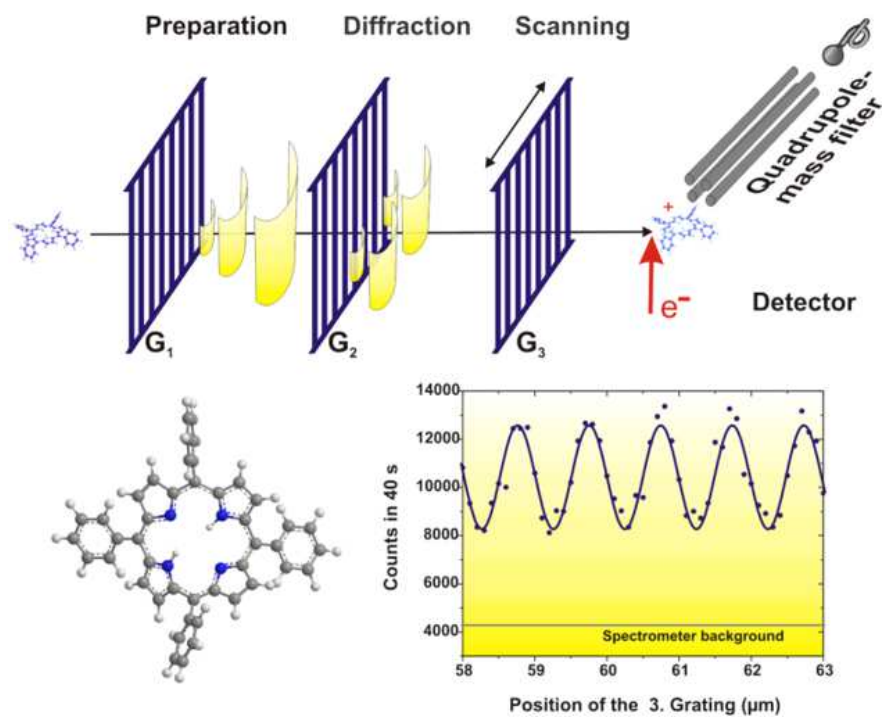 Preparation Diffraction Scanning
Quadrupole-
mass filter
+
G1
G2
G3
e-
Detector
14000
12000
10000
8000
6000
4000
Counts in 40 s
Spectrometer background
58 59 60 61 62 63
Position of the 3. Grating (µm)